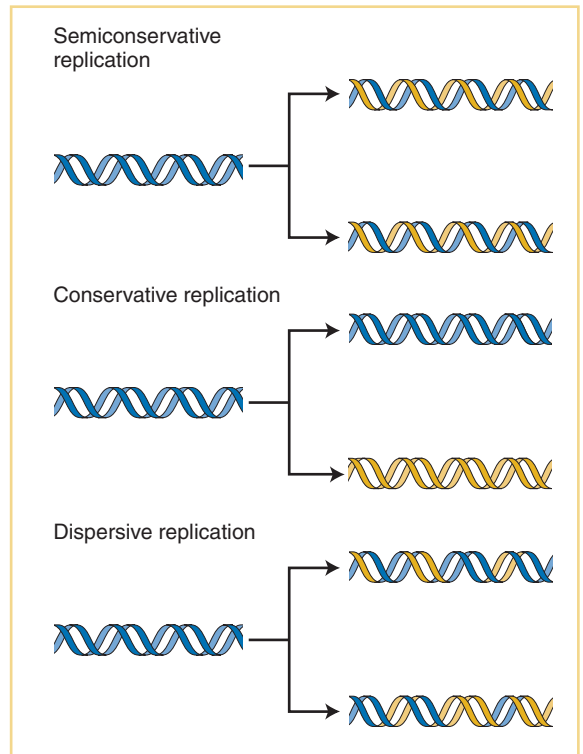 Semiconservative
replication
Conservative replication
Dispersive replication